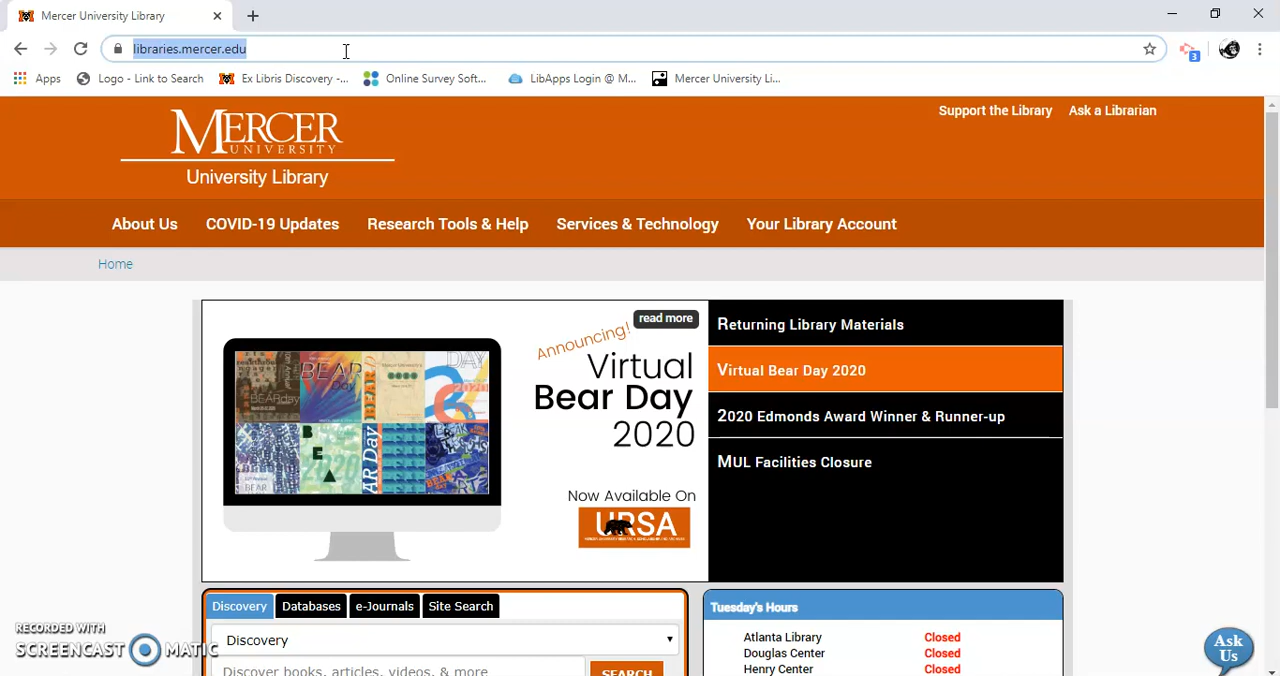 Mercer University Library
libraries.mercer.edu
3
Apps Logo - Link to Search Ex Libris Discovery -... Online Survey Soft... LibApps Login @ M... Mercer University Li...
Support the Library Ask a Librarian
MERCER
UNIVERSITY
University Library
About Us COVID-19 Updates Research Tools & Help Services & Technology Your Library Account
Home
read more
Announcing!
Virtual
Bear Day
2020
Now Available On
URSA
Returning Library Materials
Virtual Bear Day 2020
2020 Edmonds Award Winner & Runner-up
MUL Facilities Closure
Discovery Databases e-Journals Site Search
Discovery
Discover books, articles, videos, & more
SEARCH
Tuesday's Hours
Atlanta Library Closed
Douglas Center Closed
Henry Center Closed
Ask
Us
RECORDED WITH
SCREENCAST MATIC